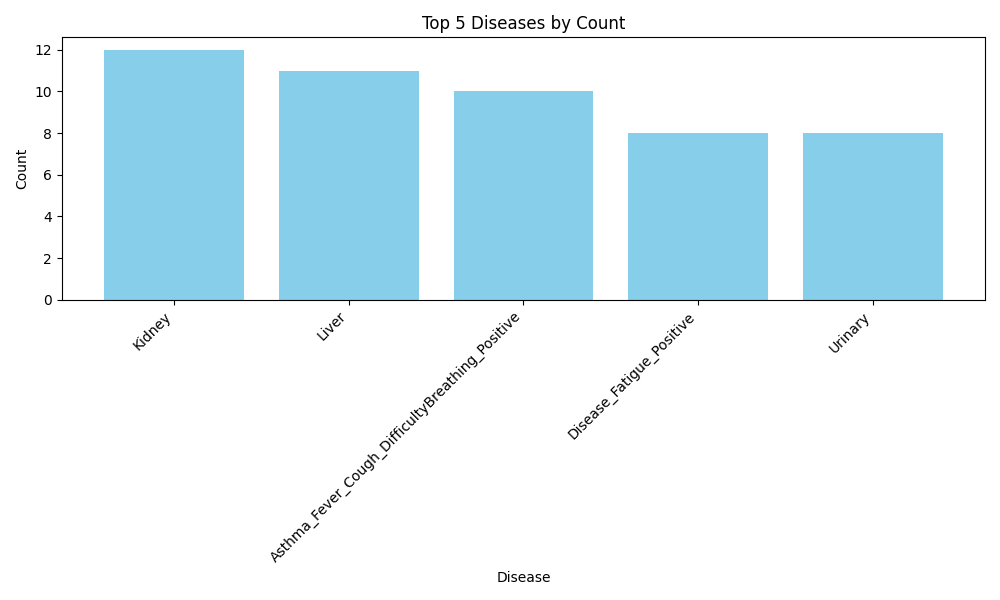 Top 5 Diseases by Count
Count
12
10
8
6
4
2
0
Kidney
Liver
Asthma_Fever_Cough_DifficultyBreathing_Positive
Disease_Fatigue_Positive
Urinary
Disease